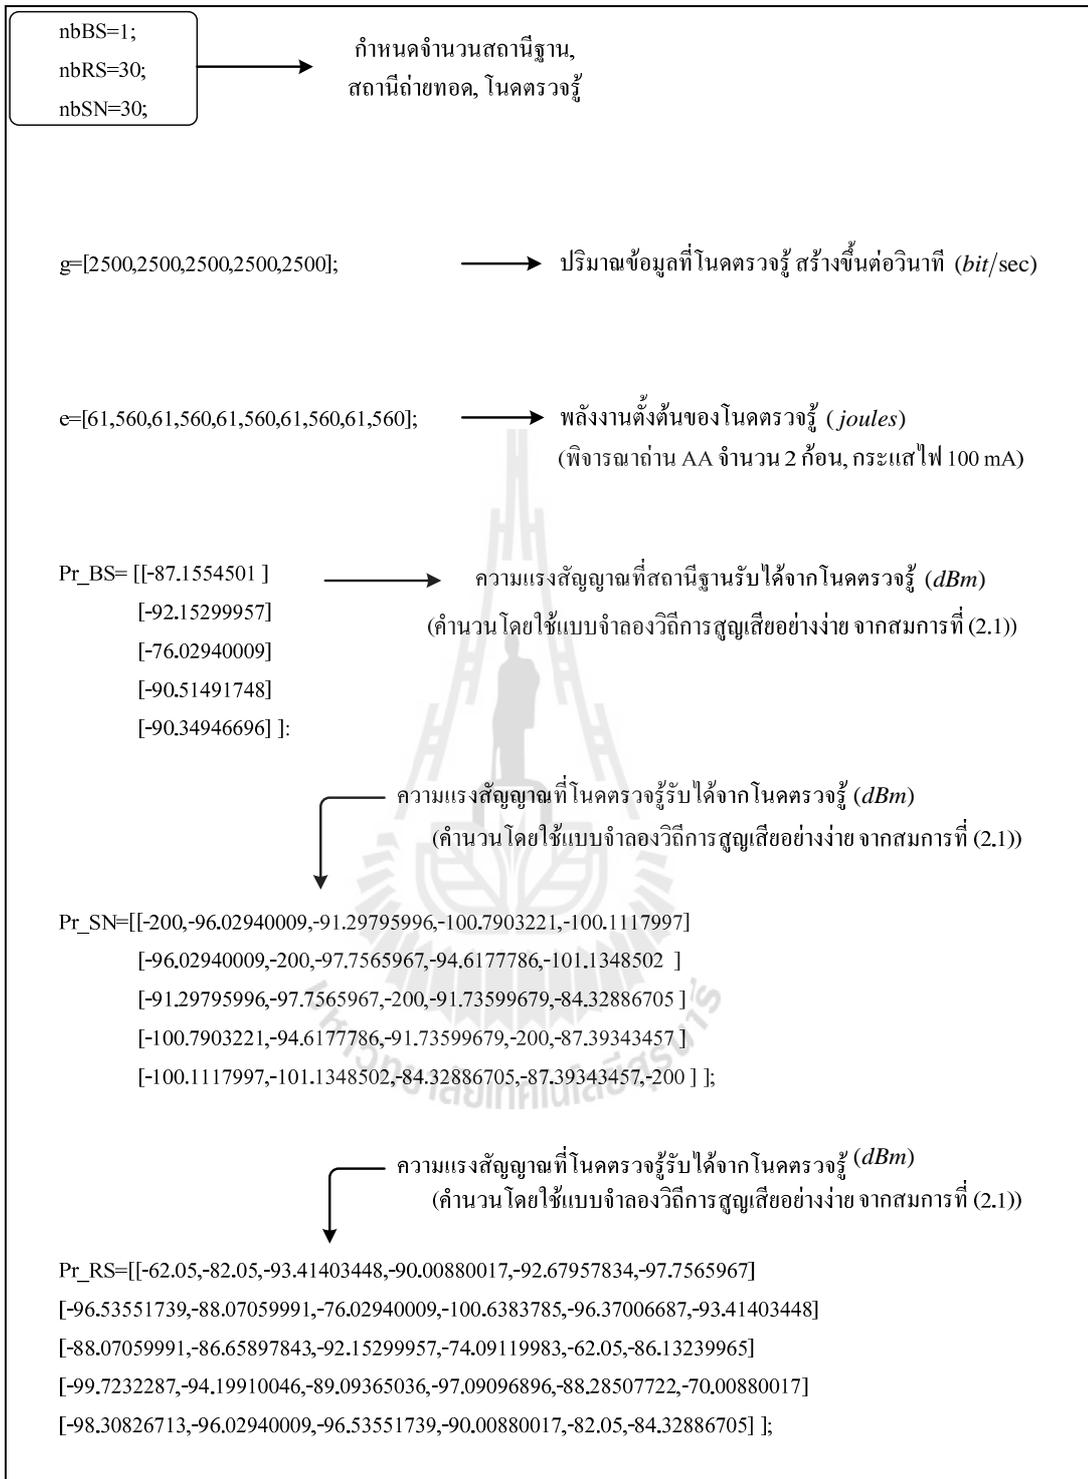 nbBS=1;
nbRS=30;
nbSN=30;
กำหนดจำนวนสถานีฐาน,
สถานีถ่ายทอด, โนดตรวจรู้
g=[2500,2500,2500,2500,2500];
ปริมาณข้อมูลที่โนดตรวจรู้ สร้างขึ้นต่อวินาที (bit/sec)
e=[61,560,61,560,61,560,61,560,61,560];
พลังงานตั้งต้นของโนดตรวจรู้ (joules)
(พิจารณาถ่าน AA จำนวน 2 ก้อน, กระแสไฟ 100 mA)
Pr_BS= [[-87.1554501 ]
[-92.15299957]
[-76.02940009]
[-90.51491748]
[-90.34946696] ]:
ความแรงสัญญาณที่สถานีฐานรับได้จากโนดตรวจรู้ (dBm)
(คำนวนโดยใช้แบบจำลองวิถีการสูญเสียอย่างง่าย จากสมการที่ (2.1))
ความแรงสัญญาณที่โนดตรวจรู้รับได้จากโนดตรวจรู้ (dBm)
(คำนวนโดยใช้แบบจำลองวิถีการสูญเสียอย่างง่าย จากสมการที่ (2.1))
Pr_SN=[[-200,-96.02940009,-91.29795996,-100.7903221,-100.1117997]
[-96.02940009,-200,-97.7565967,-94.6177786,-101.1348502 ]
[-91.29795996,-97.7565967,-200,-91.73599679,-84.32886705 ]
[-100.7903221,-94.6177786,-91.73599679,-200,-87.39343457 ]
[-100.1117997,-101.1348502,-84.32886705,-87.39343457,-200 ] ];
มหาวิทยาลัยเทคโนโลยีสุรนารี
ความแรงสัญญาณที่โนดตรวจรู้รับได้จากโนดตรวจรู้ (dBm)
(คำนวนโดยใช้แบบจำลองวิถีการสูญเสียอย่างง่าย จากสมการที่ (2.1))
Pr_RS=[[-62.05,-82.05,-93.41403448,-90.00880017,-92.67957834,-97.7565967]
[-96.53551739,-88.07059991,-76.02940009,-100.6383785,-96.37006687,-93.41403448]
[-88.07059991,-86.65897843,-92.15299957,-74.09119983,-62.05,-86.13239965]
[-99.7232287,-94.19910046,-89.09365036,-97.09096896,-88.28507722,-70.00880017]
[-98.30826713,-96.02940009,-96.53551739,-90.00880017,-82.05,-84.32886705] ];